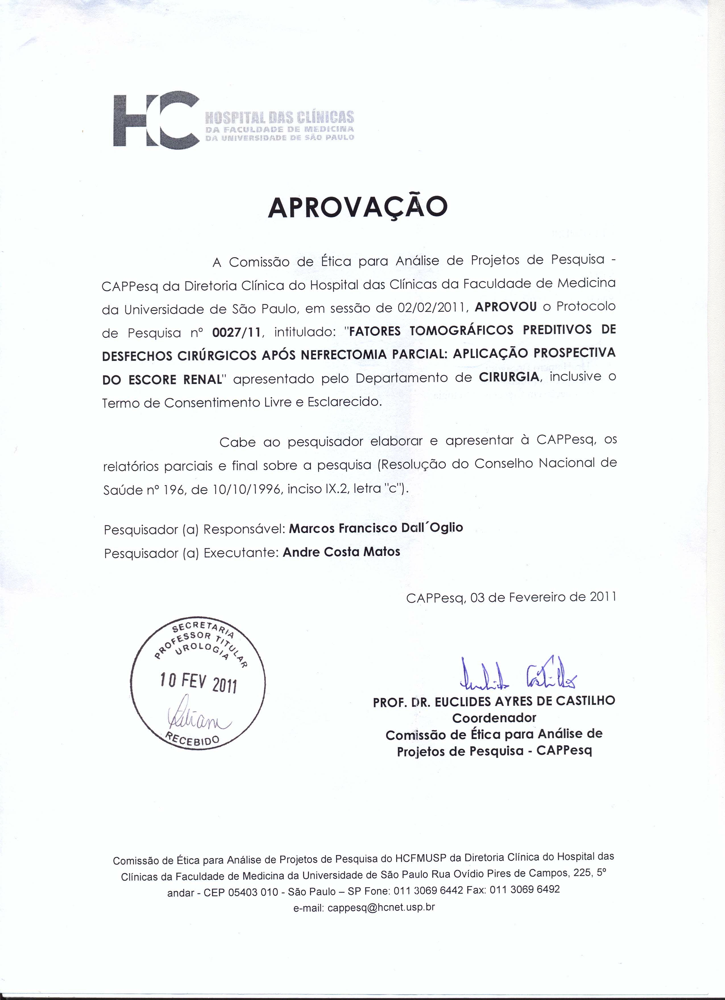 HC
HOSPITAL DAS CLÍNICAS
DA FACULDADE DE MEDICINA
DA UNIVERSIDADE DE SÃO PAULO
APROVAÇÃO
A Comissão de Ética para Análise de Projetos de Pesquisa -
CAPPesq da Diretoria Clínica do Hospital das Clínicas da Faculdade de Medicina
da Universidade de São Paulo, em sessão de 02/02/2011, APROVOU o Protocolo
de Pesquisa nº 0027/11, intitulado: "FATORES TOMOGRÁFICOS PREDITIVOS DE
DESFECHOS CIRÚRGICOS APÓS NEFRECTOMIA PARCIAL: APLICAÇÃO PROSPECTIVA
DO ESCORE RENAL" apresentado pelo Departamento de CIRURGIA, inclusive o
Termo de Consentimento Livre e Esclarecido.
Cabe ao pesquisador elaborar e apresentar à CAPPesq, os
relatórios parciais e final sobre a pesquisa (Resolução do Conselho Nacional de
Saúde nº 196, de 10/10/1996, inciso IX.2, letra "c").
Pesquisador (a) Responsável: Marcos Francisco Dall´Oglio
Pesquisador (a) Executante: Andre Costa Matos
CAPPesq, 03 de Fevereiro de 2011
SECRETARIA
PROFESSOR TITULAR
UROLOGIA
10 FEV 2011
RECEBIDO
PROF. DR. EUCLIDES AYRES DE CASTILHO
Coordenador
Comissão de Ética para Análise de
Projetos de Pesquisa - CAPPesq
Comissão de Ética para Análise de Projetos de Pesquisa do HCFMUSP da Diretoria Clínica do Hospital das
Clínicas da Faculdade de Medicina da Universidade de São Paulo Rua Ovídio Pires de Campos, 225, 5º
andar - CEP 05403 010 - São Paulo – SP Fone: 011 3069 6442 Fax: 011 3069 6492
e-mail: cappesq@hcnet.usp.br